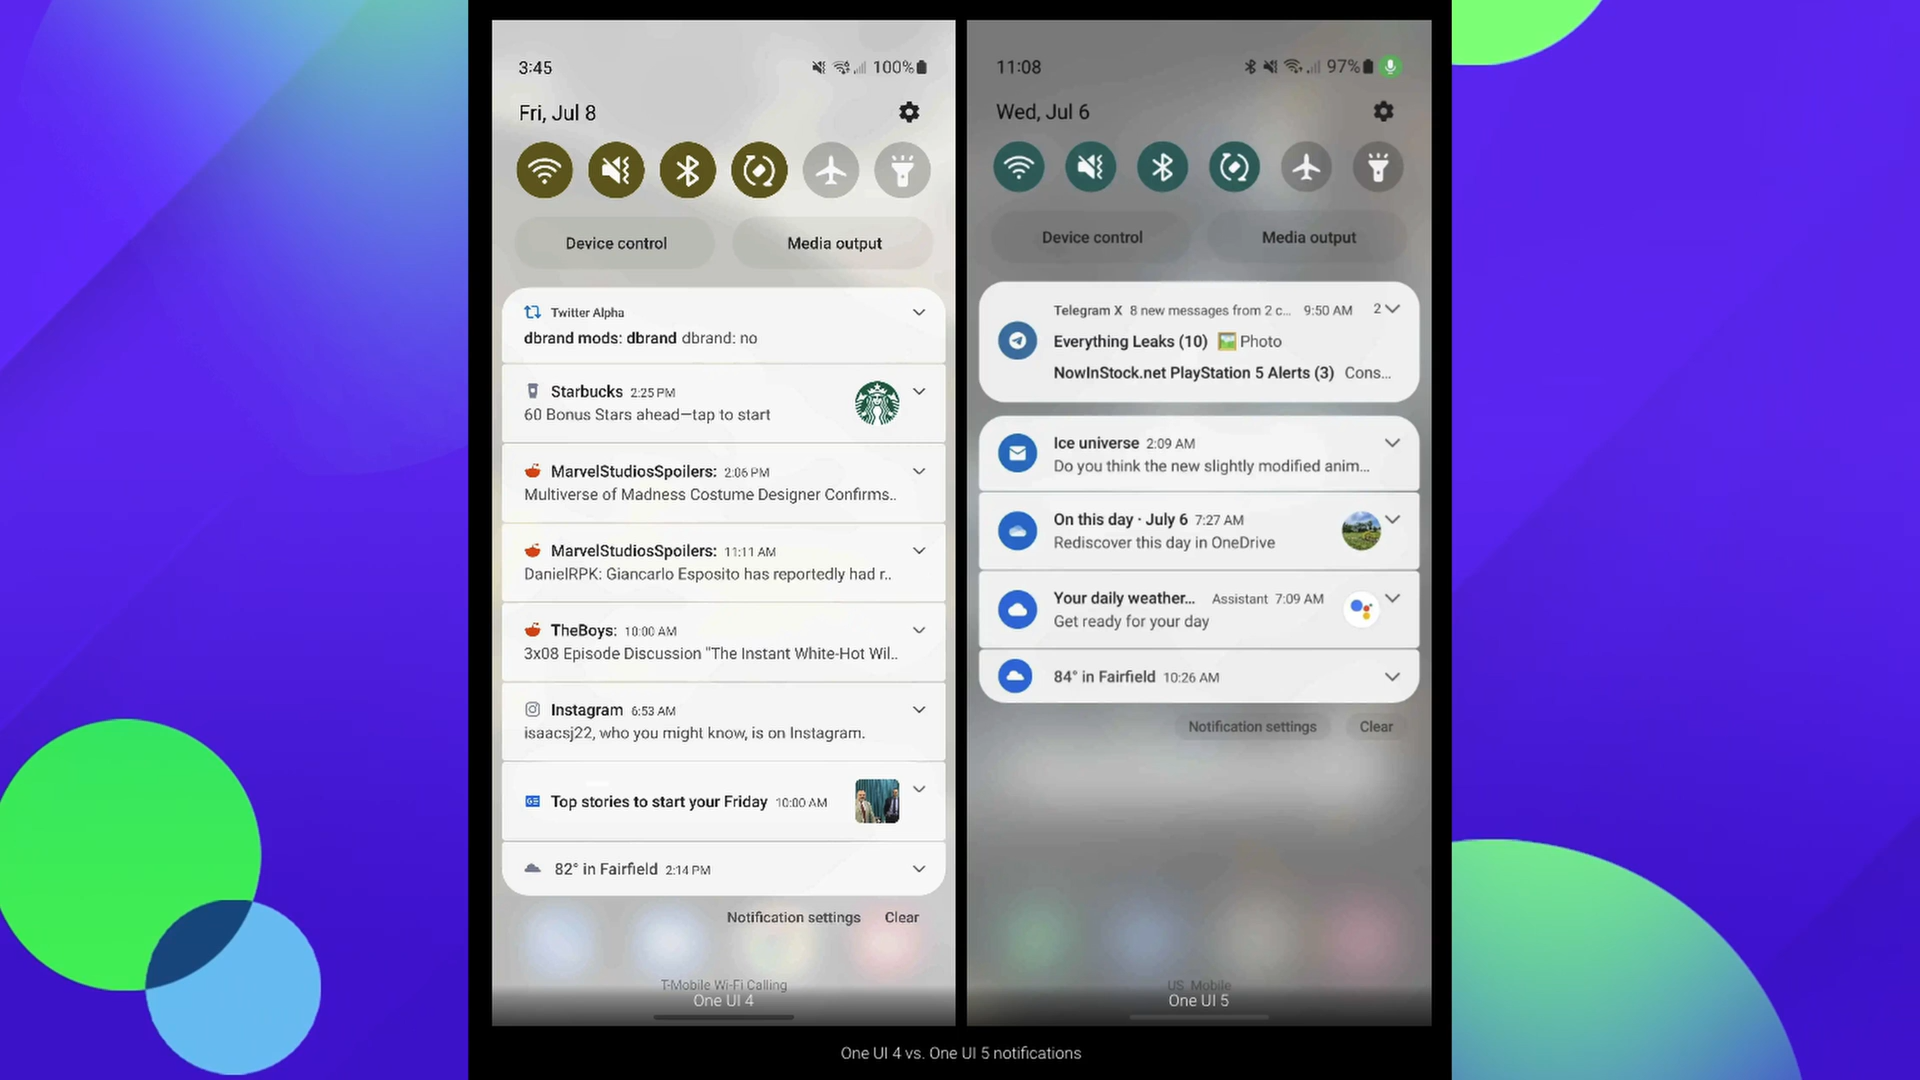 3:45
100%
Fri, Jul 8
Device control
Media output
Twitter Alpha
dbrand mods: dbrand dbrand: no
Starbucks 2:25 PM
60 Bonus Stars ahead—tap to start
MarvelStudiosSpoilers: 2:06 PM
Multiverse of Madness Costume Designer Confirms..
MarvelStudiosSpoilers: 11:11 AM
DanielRPK: Giancarlo Esposito has reportedly had r..
TheBoys: 10:00 AM
3x08 Episode Discussion "The Instant White-Hot Wil..
Instagram 6:53 AM
isaacsj22, who you might know, is on Instagram.
Top stories to start your Friday 10:00 AM
82° in Fairfield 2:14 PM
Notification settings
Clear
T-Mobile Wi-Fi Calling
One UI 4
11:08
97%
Wed, Jul 6
Device control
Media output
Telegram X 8 new messages from 2 c... 9:50 AM 2
Everything Leaks (10) Photo
NowInStock.net PlayStation 5 Alerts (3) Cons...
Ice universe 2:09 AM
Do you think the new slightly modified anim...
On this day · July 6 7:27 AM
Rediscover this day in OneDrive
Your daily weather... Assistant 7:09 AM
Get ready for your day
84° in Fairfield 10:26 AM
Notification settings
Clear
US Mobile
One UI 5
One UI 4 vs. One UI 5 notifications